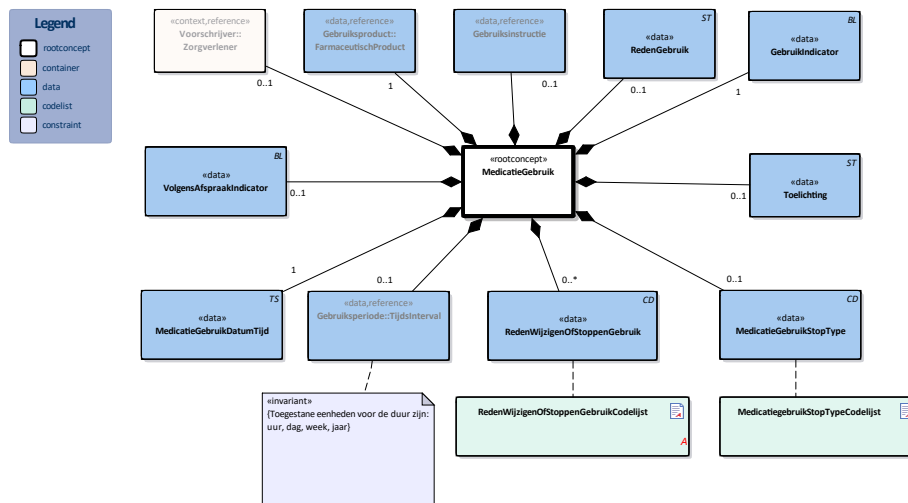 Legend
rootconcept
container
data
codelist
constraint
«context,reference»
Voorschrijver::
Zorgverlener
0..1
«data,reference»
Gebruiksproduct::
FarmaceutischProduct
1
«data,reference»
Gebruiksinstructie
0..1
ST
«data»
RedenGebruik
0..1
BL
«data»
GebruikIndicator
1
BL
«data»
VolgensAfspraakIndicator
0..1
«rootconcept»
MedicatieGebruik
ST
«data»
Toelichting
0..1
1
0..1
0..*
0..1
TS
«data»
MedicatieGebruikDatumTijd
«data,reference»
Gebruiksperiode::TijdsInterval
CD
«data»
RedenWijzigenOfStoppenGebruik
CD
«data»
MedicatieGebruikStopType
«invariant»
{Toegestane eenheden voor de duur zijn:
uur, dag, week, jaar}
RedenWijzigenOfStoppenGebruikCodelijst
A
MedicatiegebruikStopTypeCodelijst